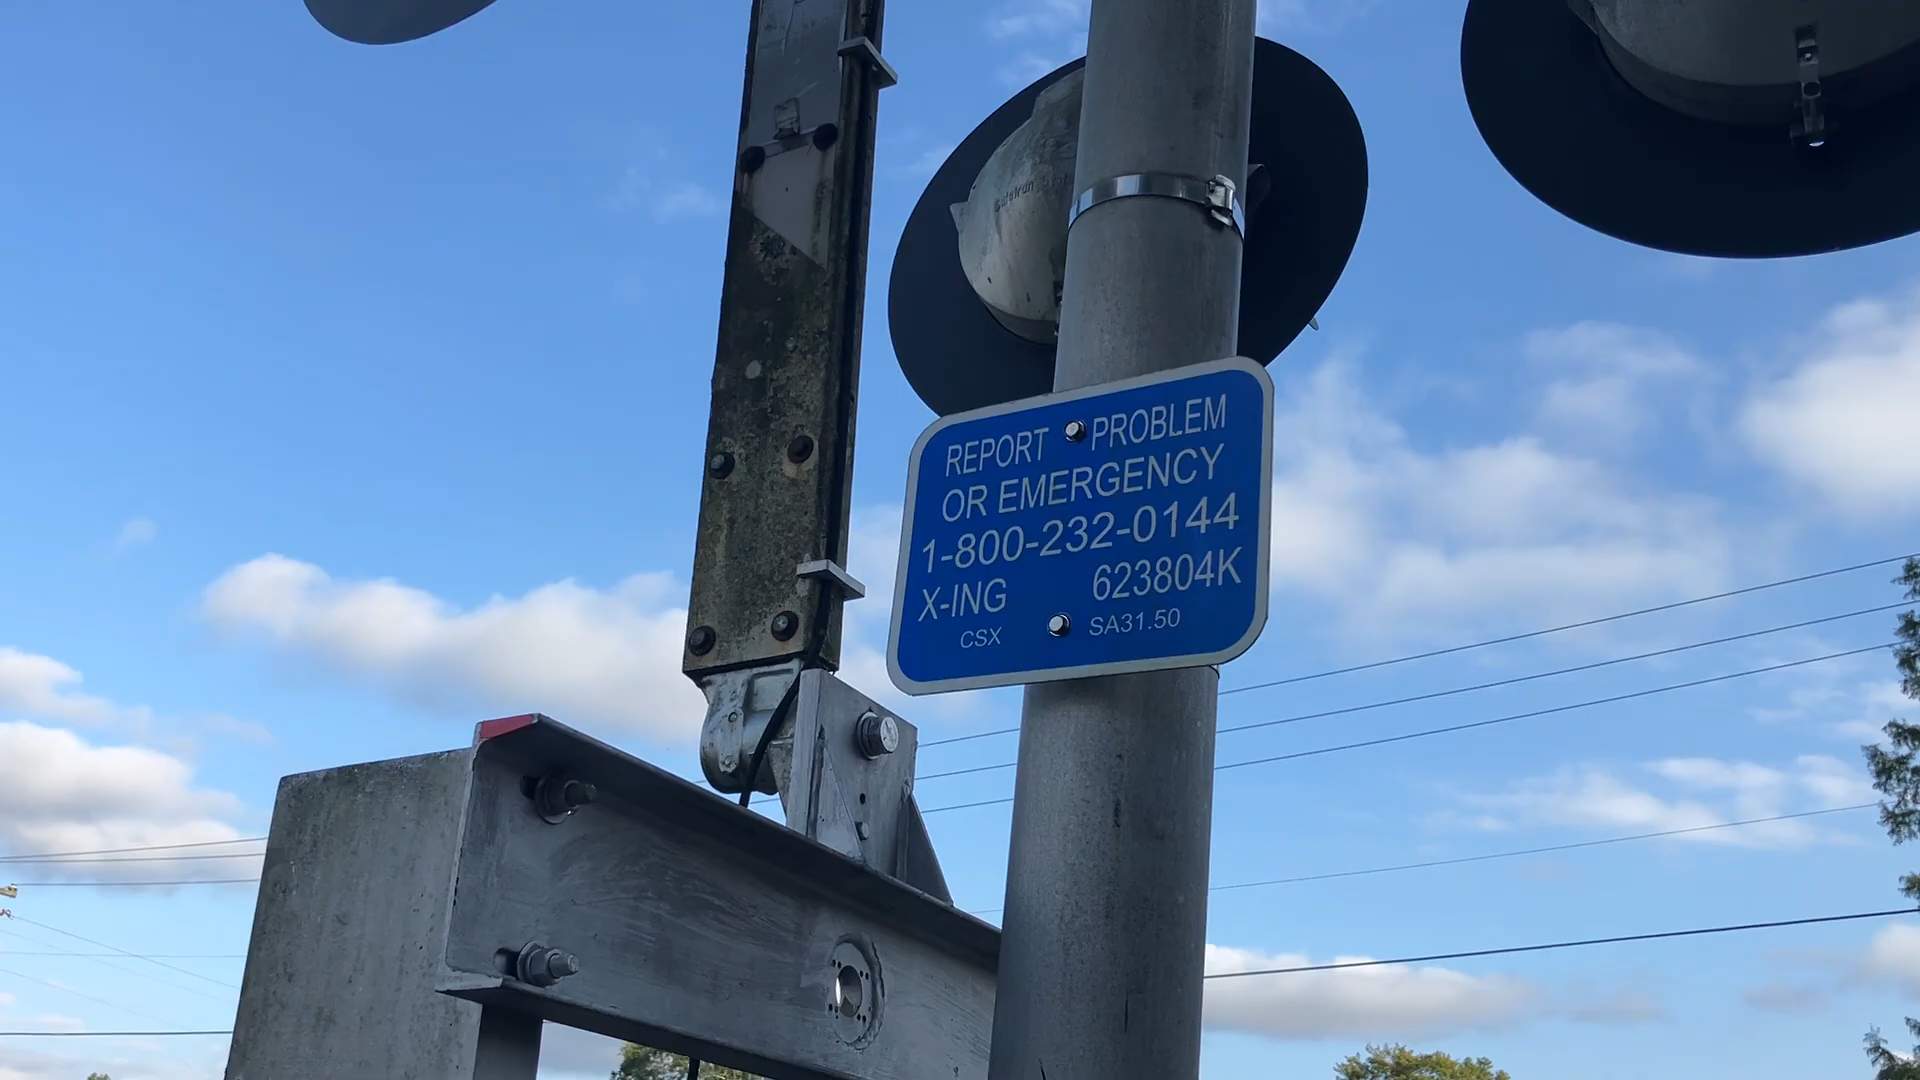 REPORT PROBLEM
OR EMERGENCY
1-800-232-0144
X-ING 623804K
CSX SA31.50